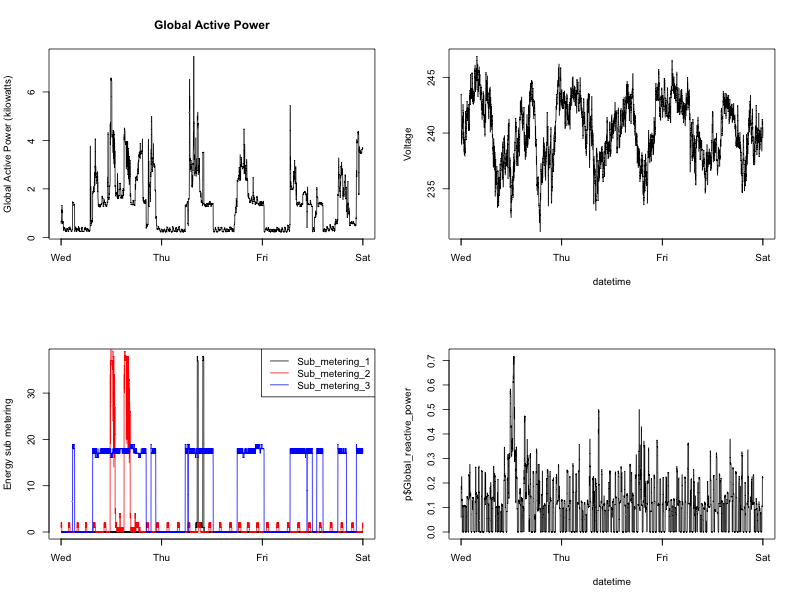 Global Active Power
Global Active Power (kilowatts)
0 2 4 6
Wed Thu Fri Sat
Voltage
235 240 245
Wed Thu Fri Sat
datetime
Energy sub metering
0 10 20 30
Sub_metering_1
Sub_metering_2
Sub_metering_3
Wed Thu Fri Sat
p$Global_reactive_power
0.0 0.1 0.2 0.3 0.4 0.5 0.6 0.7
Wed Thu Fri Sat
datetime